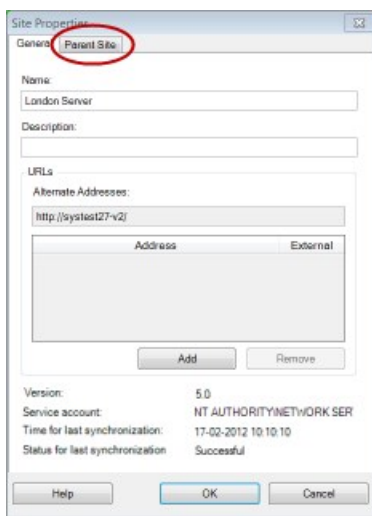 Site Properties
General Parent Site
Name:
London Server
Description:
URLs
Alternate Addresses:
http://systest27-v2/
Address External
Add Remove
Version: 5.0
Service account: NT AUTHORITY\NETWORK SER
Time for last synchronization: 17-02-2012 10:10:10
Status for last synchronization Successful
Help OK Cancel